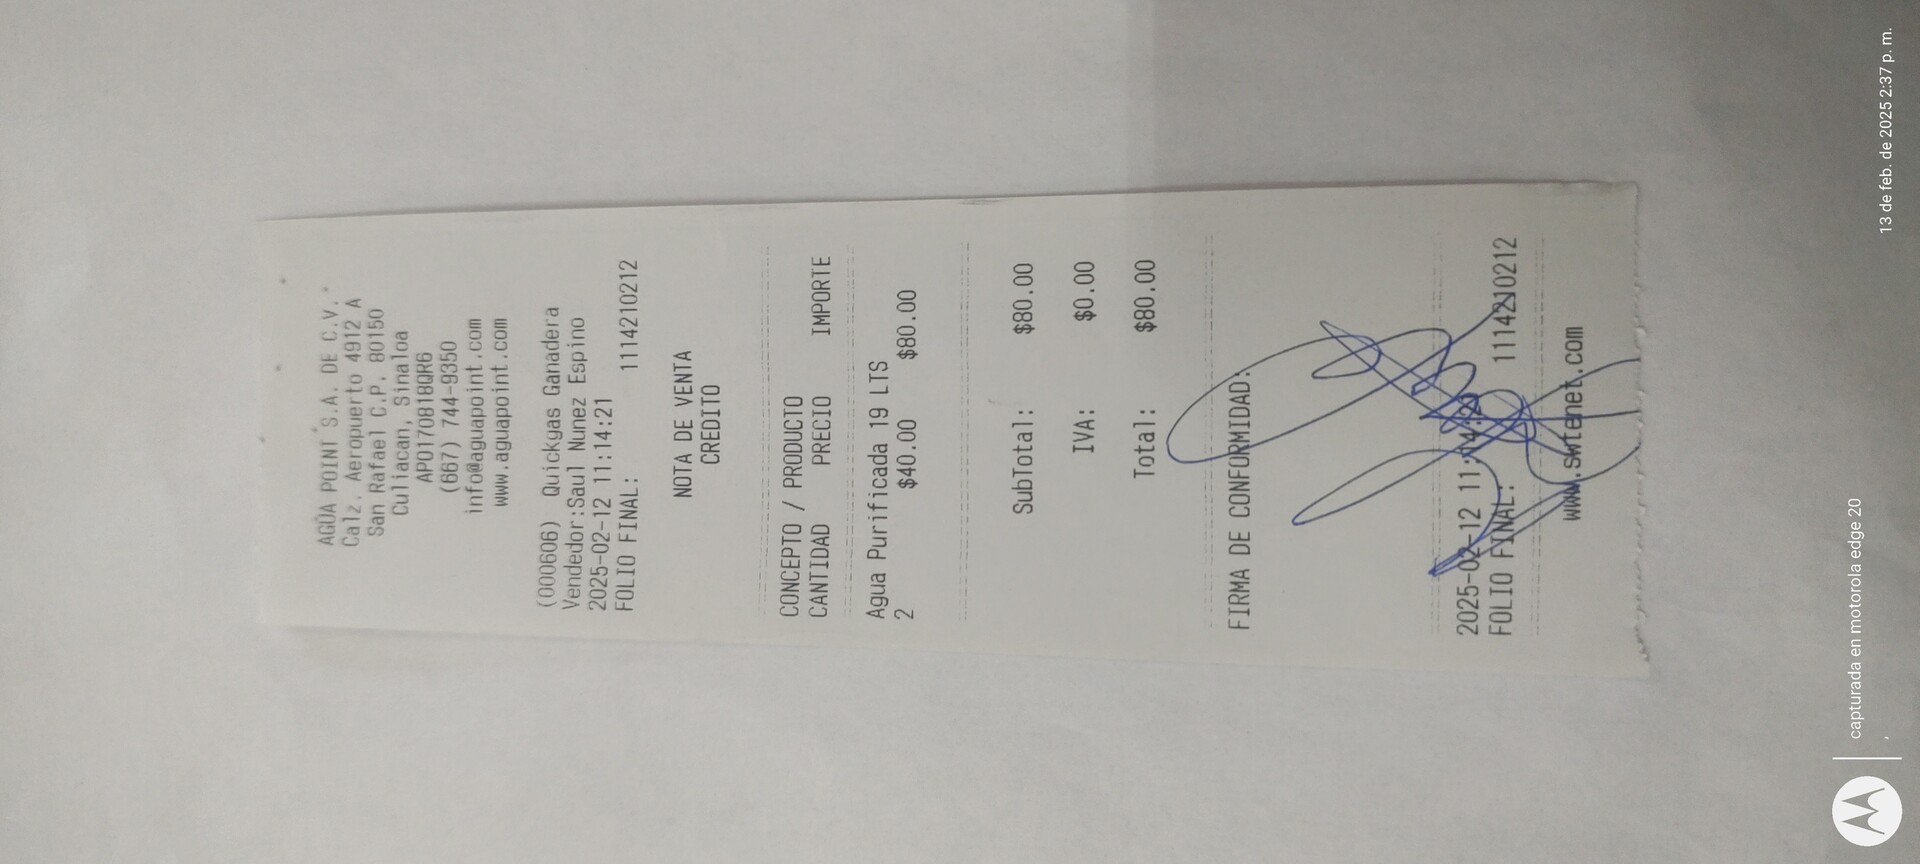 AGUA POINT S.A. DE C.V.
Calz. Aeropuerto 4912 A
San Rafael C.P. 80150
Culiacan, Sinaloa
APO170818QR6
(667) 744-9350
info@aguapoint.com
www.aguapoint.com
(000606) Quickgas Ganadera
Vendedor:Saul Nunez Espino
2025-02-12 11:14:21
FOLIO FINAL: 1114210212
NOTA DE VENTA
CREDITO
CONCEPTO / PRODUCTO
CANTIDAD PRECIO IMPORTE
Agua Purificada 19 LTS
2 $40.00 $80.00
SubTotal: $80.00
IVA: $0.00
Total: $80.00
FIRMA DE CONFORMIDAD:
2025-02-12
FOLIO FINAL: 1114210212
capturada en motorola edge 20
13 de feb. de 2025 2:37 p. m.